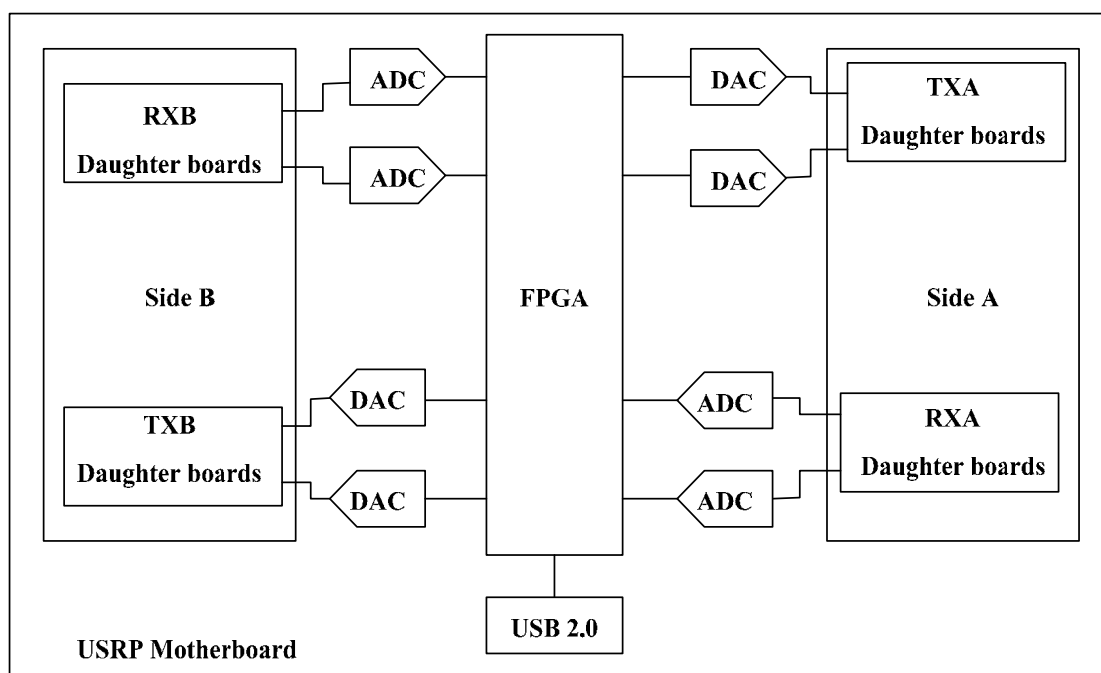 ADC
DAC
RXB
Daughter boards
TXA
Daughter boards
ADC
DAC
Side B
FPGA
Side A
DAC
ADC
TXB
Daughter boards
RXA
Daughter boards
DAC
ADC
USB 2.0
USRP Motherboard